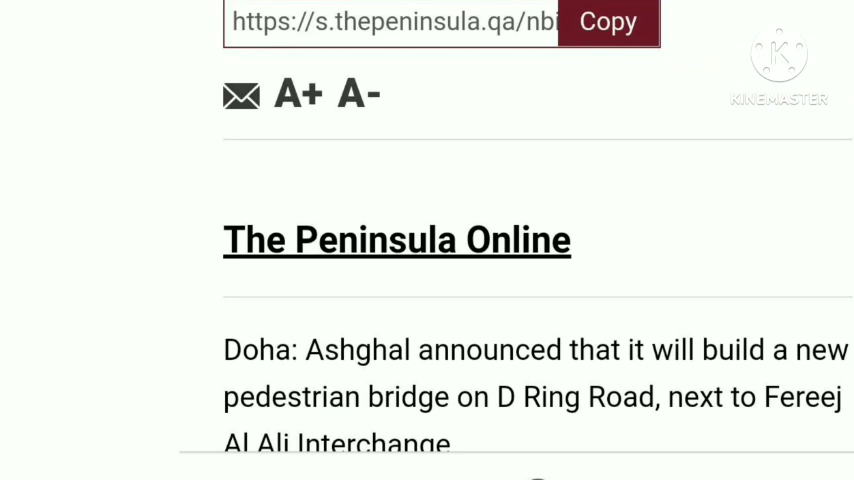 https://s.thepeninsula.qa/nbi
Copy
KINEMASTER
A+ A-
The Peninsula Online
Doha: Ashghal announced that it will build a new
pedestrian bridge on D Ring Road, next to Fereej
Al Ali Interchange